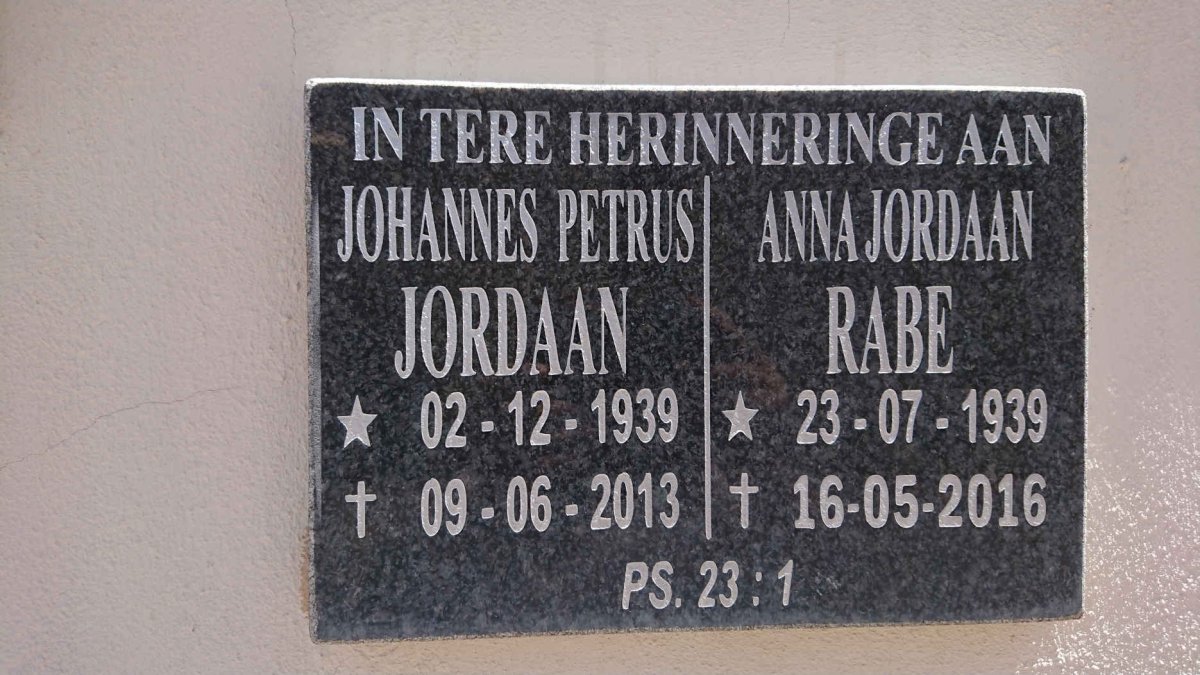 IN TERE HERINNERINGE AAN
JOHANNES PETRUS
JORDAAN
★ 02 - 12 - 1939
✝ 09 - 06 - 2013
ANNA JORDAAN
RABE
★ 23 - 07 - 1939
✝ 16-05-2016
PS. 23 : 1